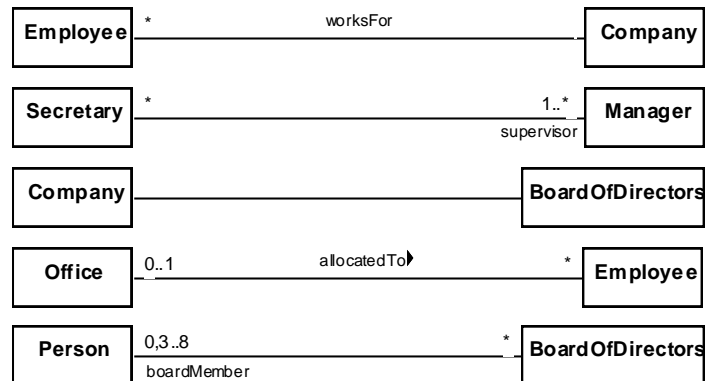 Employee * worksFor Company
Secretary * 1..* Manager
supervisor
Company BoardOfDirectors
Office 0..1 allocatedTo * Employee
Person 0,3..8 * BoardOfDirectors
boardMember